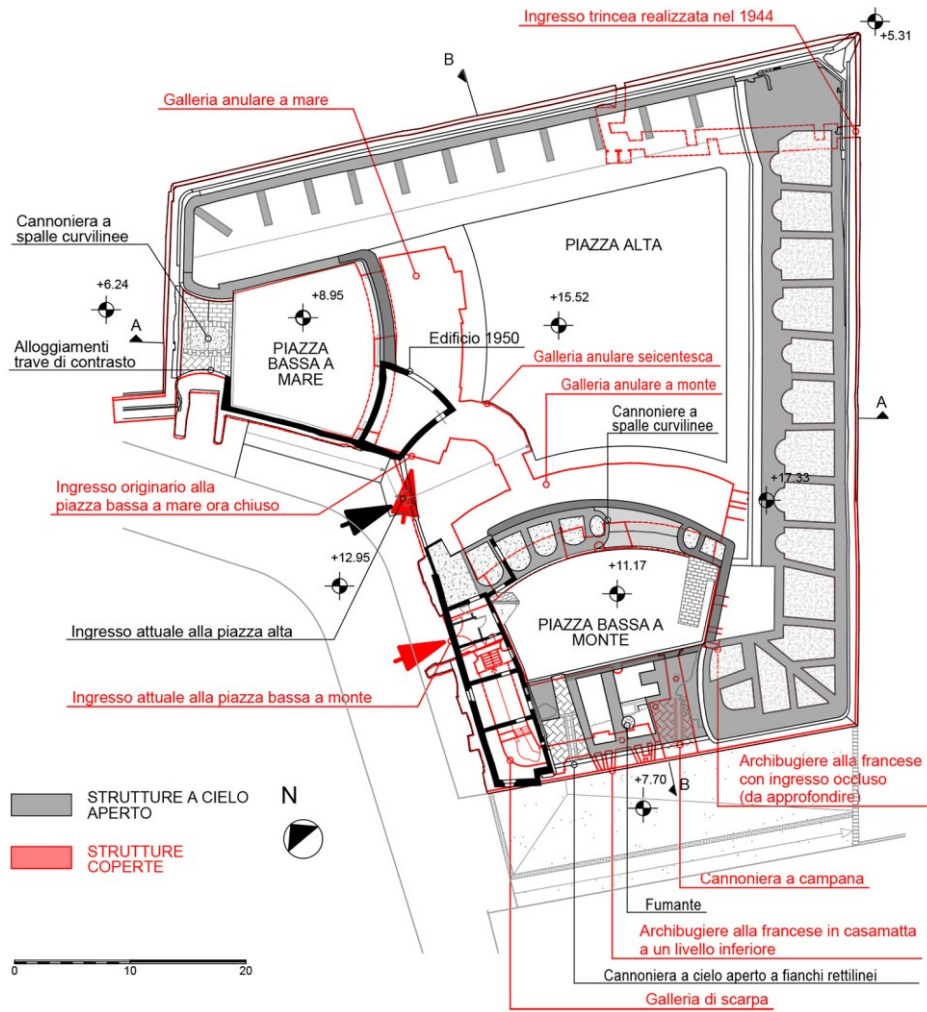 Ingresso trincea realizzata nel 1944
+5.31
B
Galleria anulare a mare
Cannoniera a
spalle curvilinee
PIAZZA ALTA
+6.24
+8.95
+15.52
A
Edificio 1950
PIAZZA
BASSA A
MARE
Alloggiamenti
trave di contrasto
Galleria anulare seicentesca
Galleria anulare a monte
Cannoniere a
spalle curvilinee
A
Ingresso originario alla
piazza bassa a mare ora chiuso
+17.33
+12.95
+11.17
PIAZZA BASSA A
MONTE
Ingresso attuale alla piazza alta
Ingresso attuale alla piazza bassa a monte
Archibugiere alla francese
con ingresso occluso
(da approfondire)
+7.70
B
STRUTTURE A CIELO
APERTO
N
STRUTTURE
COPERTE
Cannoniera a campana
Fumante
Archibugiere alla francese in casamatta
a un livello inferiore
0 10 20
Cannoniera a cielo aperto a fianchi rettilinei
Galleria di scarpa